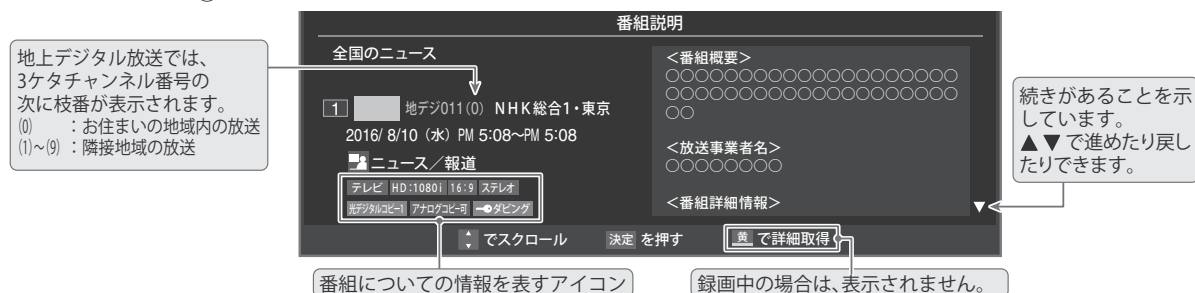 番組説明
地上デジタル放送では、
3ケタチャンネル番号の
次に枝番が表示されます。
⑽ :お住まいの地域内の放送
⑴~⑼ :隣接地域の放送
全国のニュース
1 地デジ011(0) NHK総合1・東京
2016/ 8/10 (水) PM 5:08~PM 5:08
ニュース/報道
テレビ HD:1080i 16:9 ステレオ
光デジタルコピー1 アナログコピー可 ダビング
<番組概要>
○○○○○○○○○○○○○○○○○○○○
○○○○○○○○○○○○○○○○○○○○
○○
<放送事業者名>
○○○○○○○○
<番組詳細情報>
▼
続きがあることを示
しています。
▲▼で進めたり戻し
たりできます。
でスクロール 決定 を押す 黄 で詳細取得
番組についての情報を表すアイコン
録画中の場合は、表示されません。